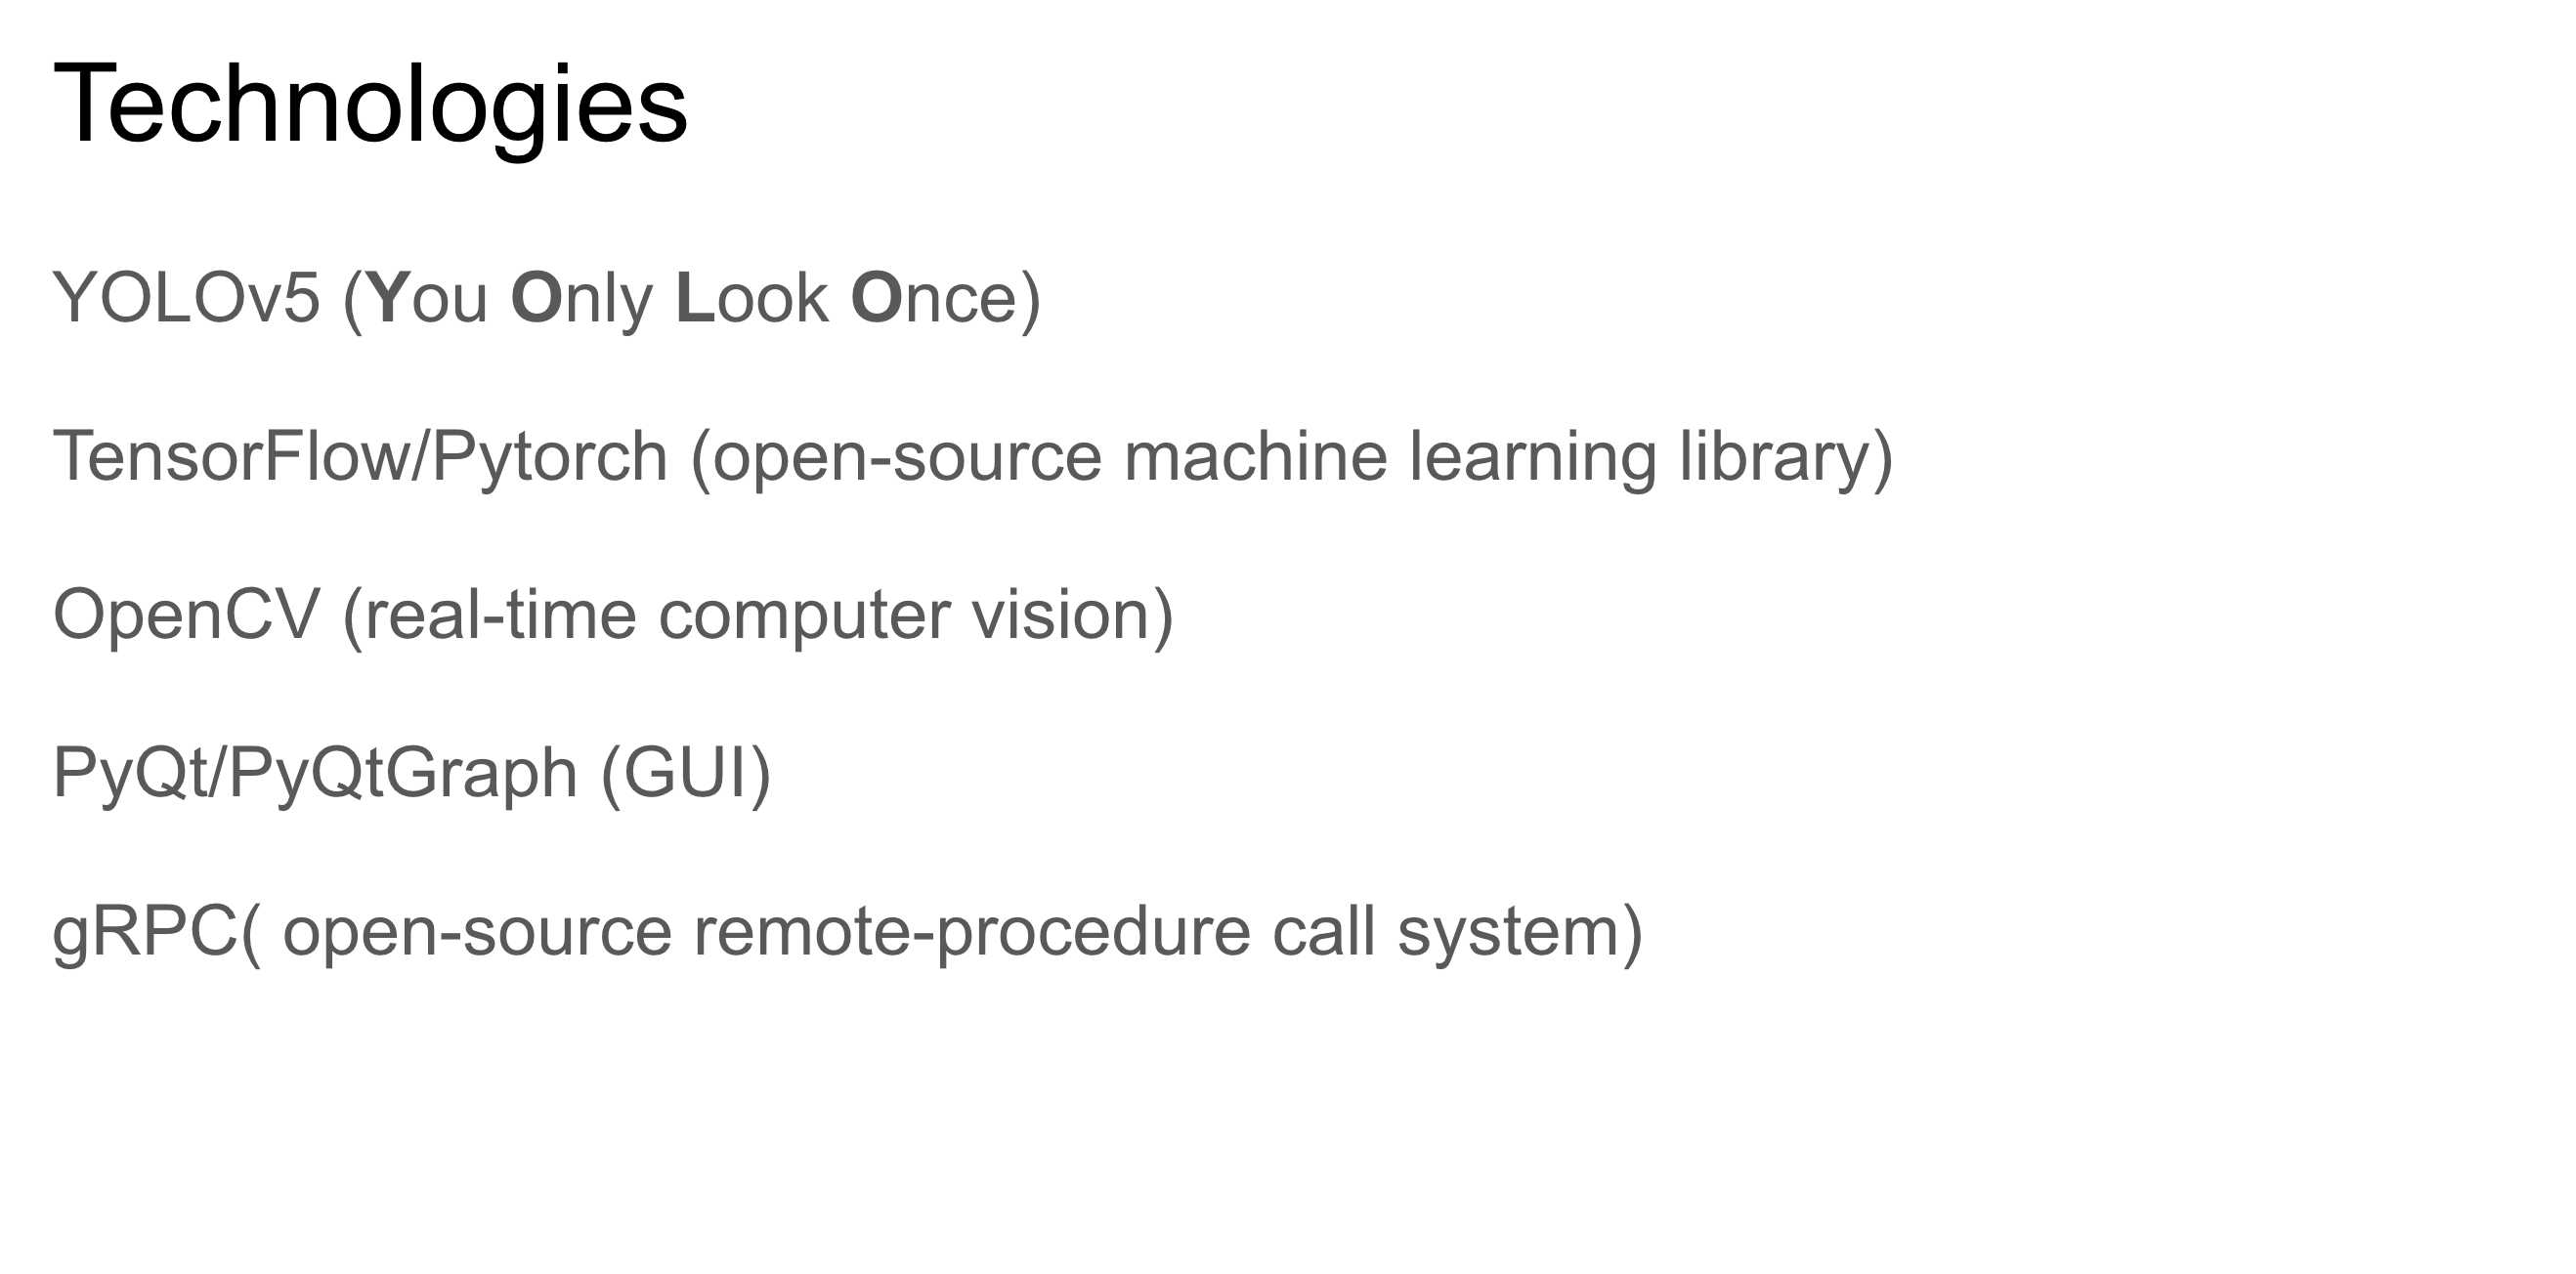 Technologies
YOLOv5 (You Only Look Once)
TensorFlow/Pytorch (open-source machine learning library)
OpenCV (real-time computer vision)
PyQt/PyQtGraph (GUI)
gRPC( open-source remote-procedure call system)